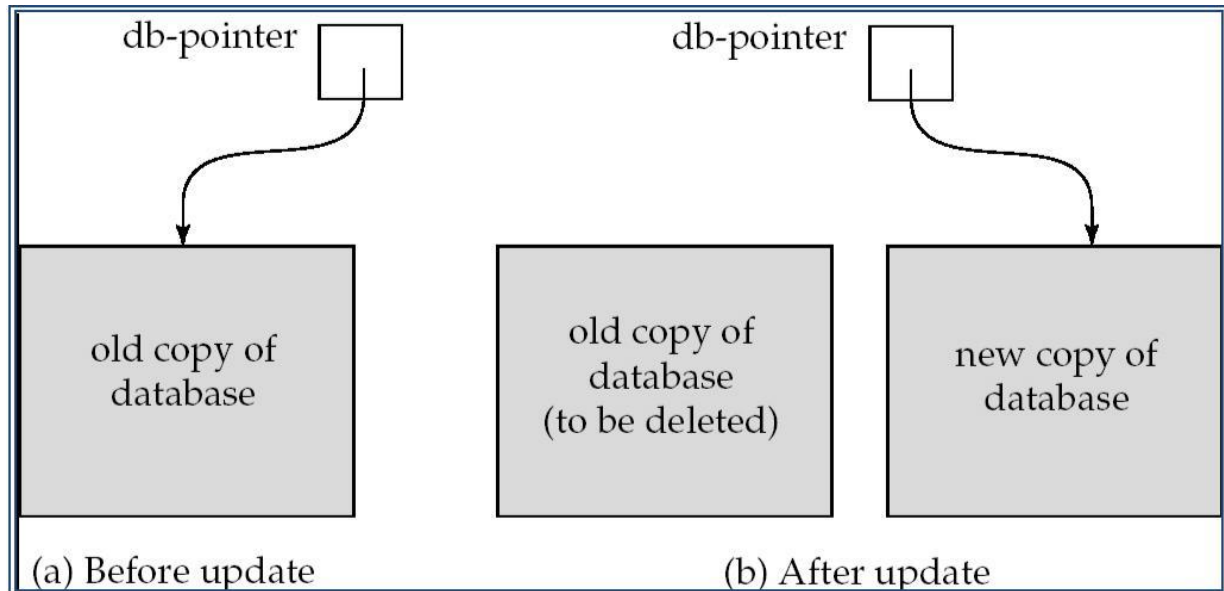 db-pointer
old copy of
database
(a) Before update
db-pointer
old copy of
database
(to be deleted)
new copy of
database
(b) After update